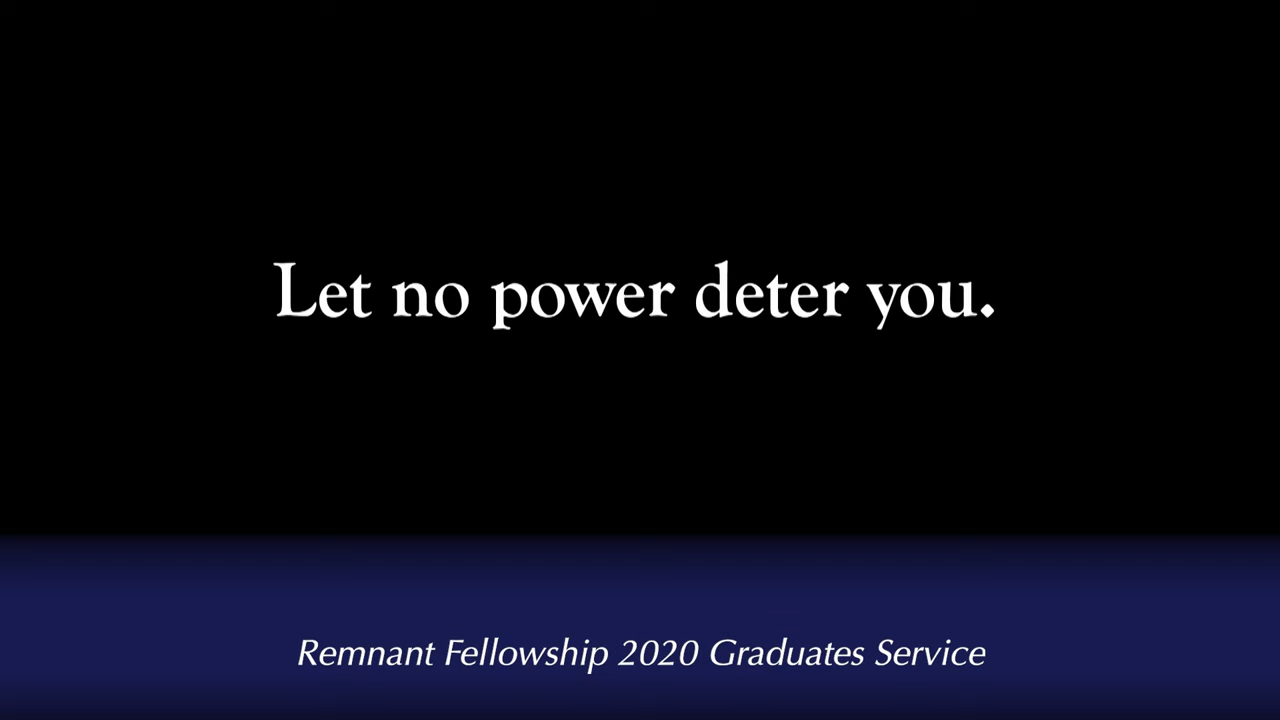 Let no power deter you.
Remnant Fellowship 2020 Graduates Service